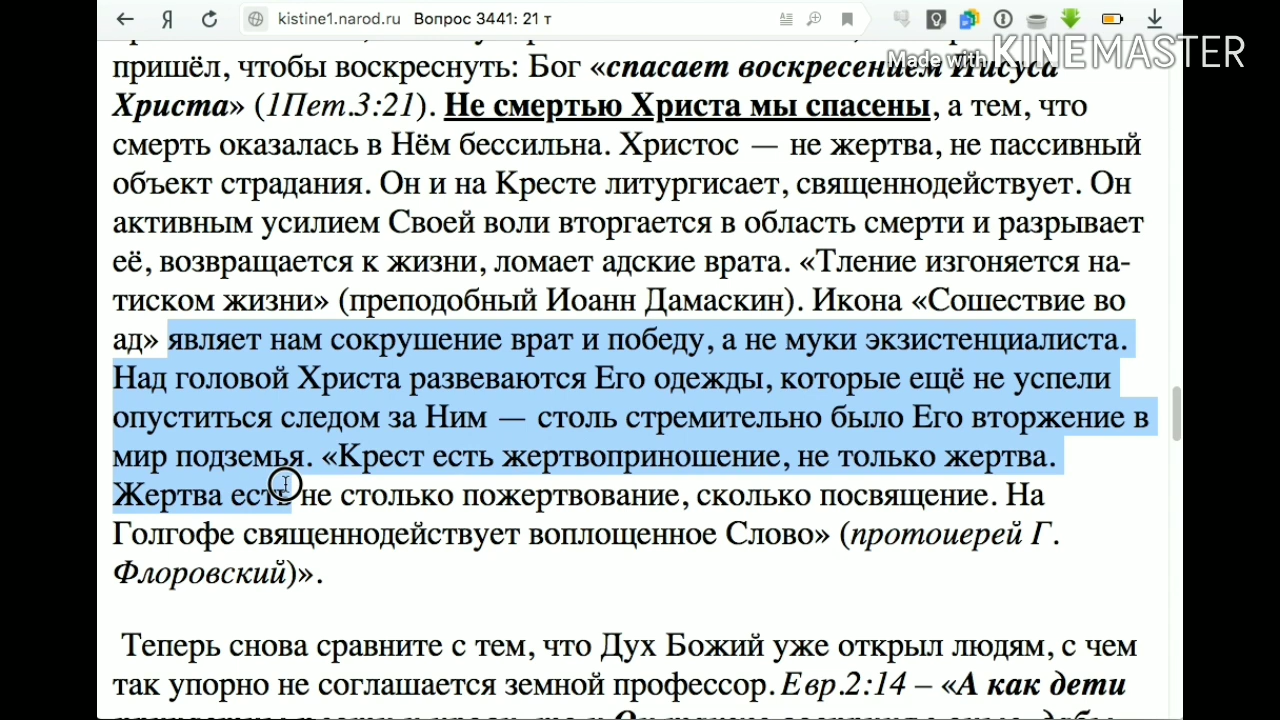 kistine1.narod.ru Вопрос 3441: 21 т
Made with KINEMASTER
пришёл, чтобы воскреснуть: Бог «спасает воскресением Иисуса
Христа» (1Пет.3:21). Не смертью Христа мы спасены, а тем, что
смерть оказалась в Нём бессильна. Христос — не жертва, не пассивный
объект страдания. Он и на Кресте литургисает, священнодействует. Он
активным усилием Своей воли вторгается в область смерти и разрывает
её, возвращается к жизни, ломает адские врата. «Тление изгоняется на-
тиском жизни» (преподобный Иоанн Дамаскин). Икона «Сошествие во
ад» являет нам сокрушение врат и победу, а не муки экзистенциалиста.
Над головой Христа развеваются Его одежды, которые ещё не успели
опуститься следом за Ним — столь стремительно было Его вторжение в
мир подземья. «Крест есть жертвоприношение, не только жертва.
Жертва есть не столько пожертвование, сколько посвящение. На
Голгофе священнодействует воплощенное Слово» (протоиерей Г.
Флоровский)».
Теперь снова сравните с тем, что Дух Божий уже открыл людям, с чем
так упорно не соглашается земной профессор. Евр.2:14 – «А как дети